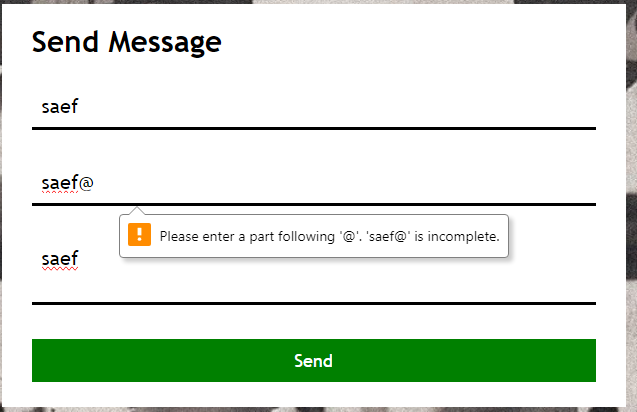 Send Message
saef
saef@
Please enter a part following '@'. 'saef@' is incomplete.
saef
Send